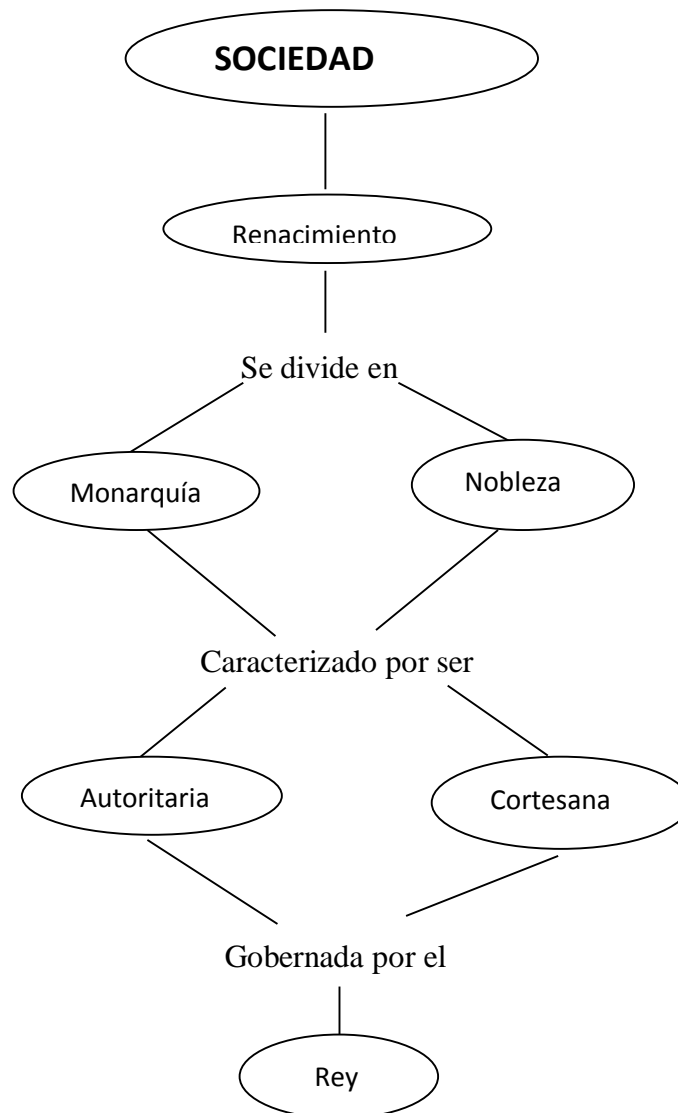 SOCIEDAD
Renacimiento
Se divide en
Monarquía
Nobleza
Caracterizado por ser
Autoritaria
Cortesana
Gobernada por el
Rey